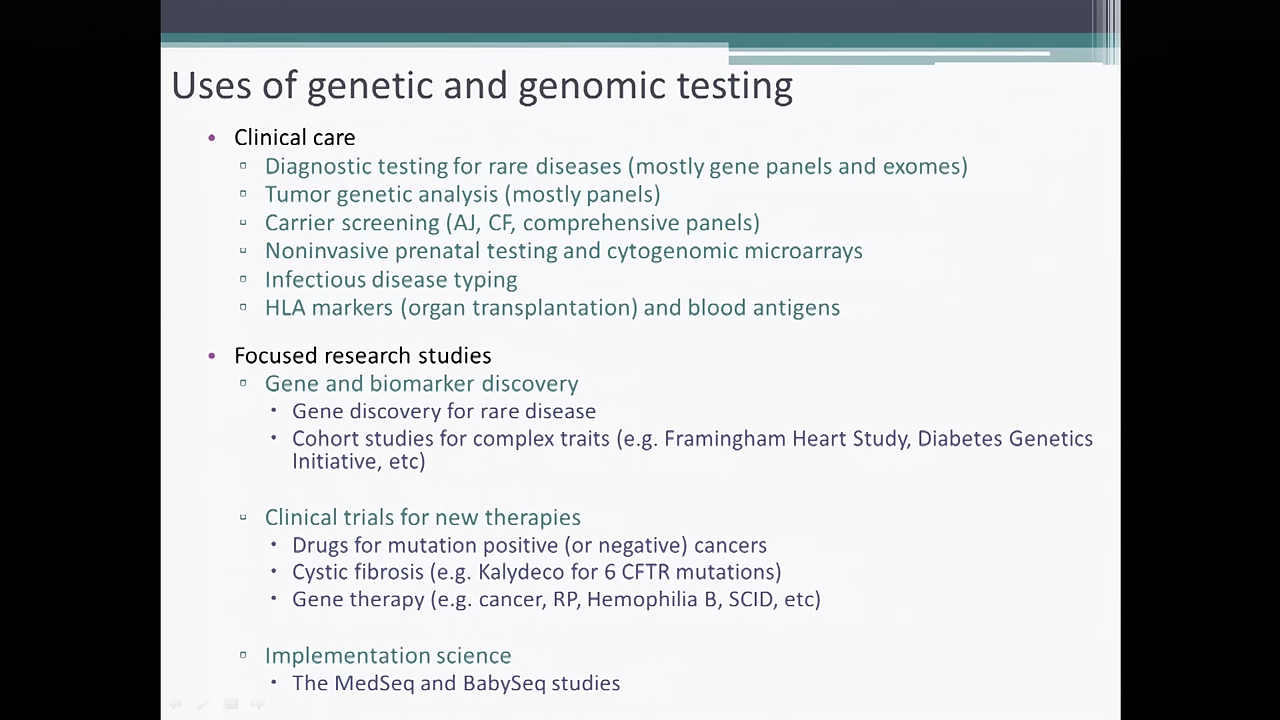 Uses of genetic and genomic testing
Clinical care
Diagnostic testing for rare diseases (mostly gene panels and exomes)
Tumor genetic analysis (mostly panels)
Carrier screening (AJ, CF, comprehensive panels)
Noninvasive prenatal testing and cytogenomic microarrays
Infectious disease typing
HLA markers (organ transplantation) and blood antigens
Focused research studies
Gene and biomarker discovery
Gene discovery for rare disease
Cohort studies for complex traits (e.g. Framingham Heart Study, Diabetes Genetics
Initiative, etc)
Clinical trials for new therapies
Drugs for mutation positive (or negative) cancers
Cystic fibrosis (e.g. Kalydeco for 6 CFTR mutations)
Gene therapy (e.g. cancer, RP, Hemophilia B, SCID, etc)
Implementation science
The MedSeq and BabySeq studies